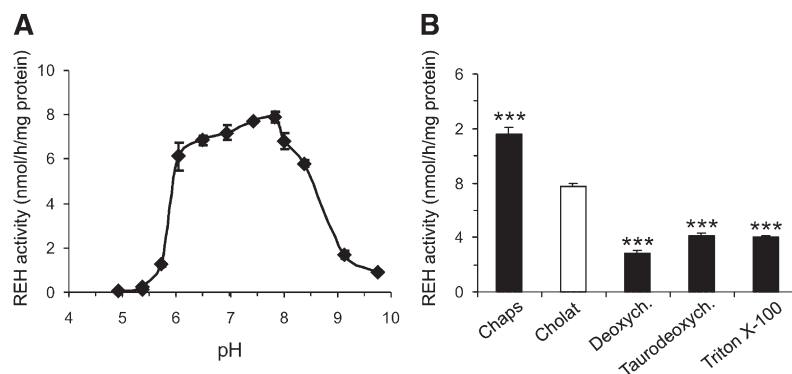 A
REH activity (nmol/h/mg protein)
10
8
6
4
2
0
4 5 6 7 8 9 10
pH
B
REH activity (nmol/h/mg protein)
6
2
8
4
0
***
***
***
***
Chaps
Cholat
Deoxych.
Taurodeoxych.
Triton X-100